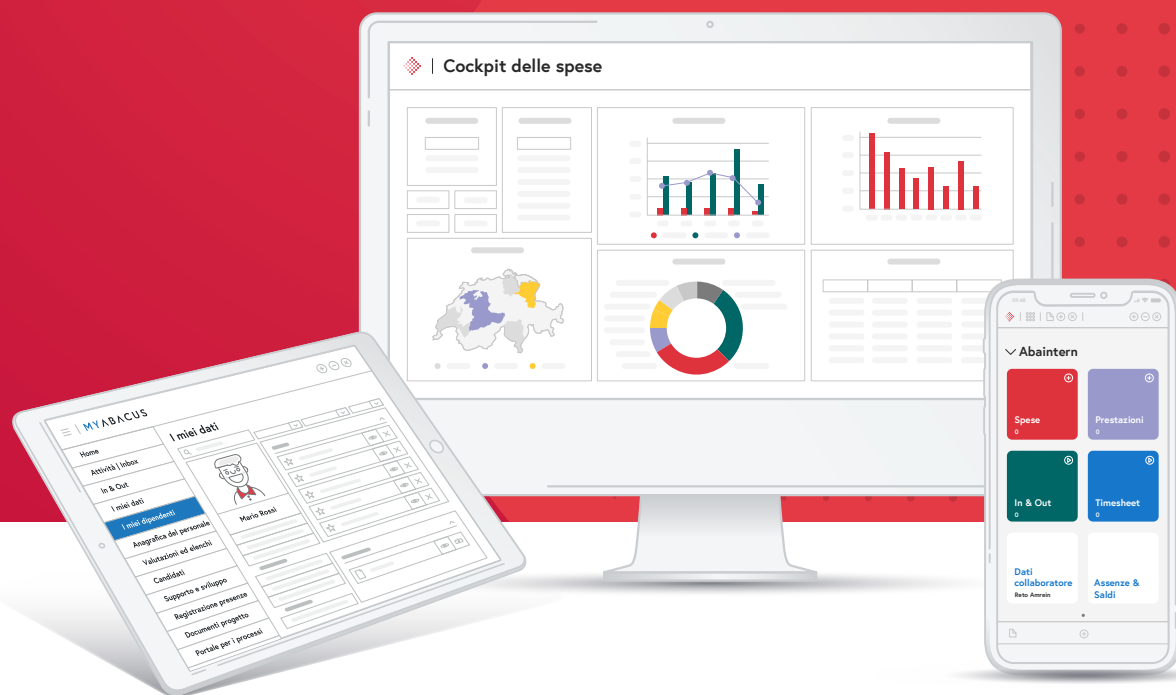 Cockpit delle spese
MYABACUS
Home
Attività | Inbox
In & Out
I miei dati
I miei dipendenti
Anagrafica del personale
Valutazioni ed elenchi
Candidati
Supporto e sviluppo
Registrazione presenze
Documenti progetto
Portale per i processi
I miei dati
Mario Rossi
Abaintern
Spese
0
Prestazioni
0
In & Out
0
Timesheet
0
Dati
collaboratore
Reto Amrein
Assenze &
Saldi